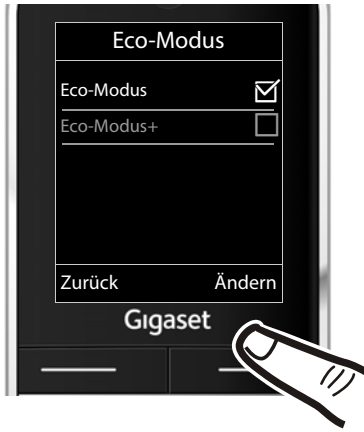 Eco-Modus
Eco-Modus
Eco-Modus+
Zurück Ändern
Gigaset